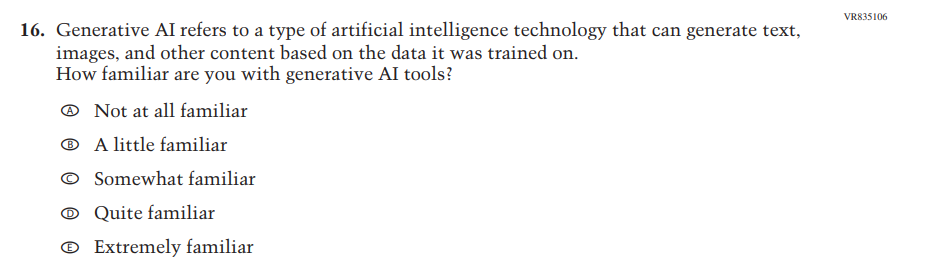 VR835106
16. Generative AI refers to a type of artificial intelligence technology that can generate text,
images, and other content based on the data it was trained on.
How familiar are you with generative AI tools?
A Not at all familiar
B A little familiar
C Somewhat familiar
D Quite familiar
E Extremely familiar